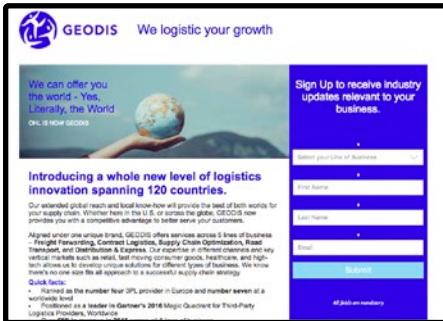 GEODIS
We logistic your growth
We can offer you
the world - Yes,
Literally, the World
OHL IS NOW GEODIS
Sign Up to receive industry
updates relevant to your
business.
Select your Line of Business
First Name
Last Name
Email
Submit
All fields are mandatory
Introducing a whole new level of logistics
innovation spanning 120 countries.
Our extended global reach and local know-how will provide the best of both worlds for
your supply chain. Whether here in the U.S. or across the globe, GEODIS now
provides you with a competitive advantage to better serve your customers.
Aligned under one unique brand, GEODIS offers services across 5 lines of business
– Freight Forwarding, Contract Logistics, Supply Chain Optimization, Road
Transport, and Distribution & Express. Our expertise in different channels and key
vertical markets such as retail, fast moving consumer goods, healthcare, and high-
tech allows us to develop unique solutions for different types of business. We know
there's no one size fits all approach to a successful supply chain strategy.
Quick facts:
• Ranked as the number four 3PL provider in Europe and number seven at a
worldwide level
• Positioned as a leader in Gartner's 2016 Magic Quadrant for Third-Party
Logistics Providers, Worldwide